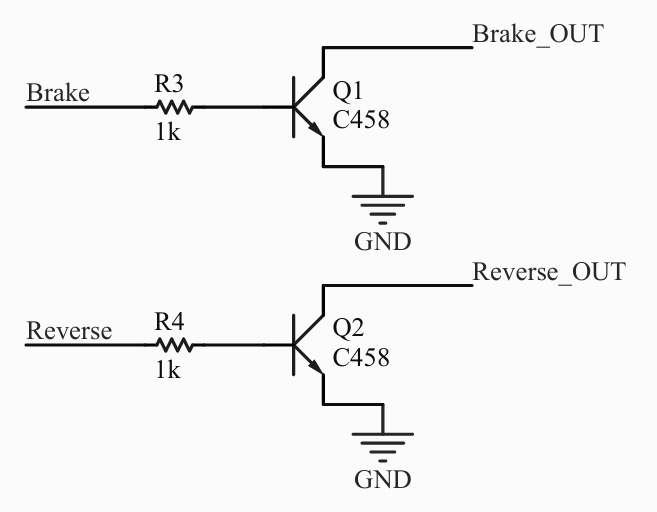 Brake_OUT
Brake
R3
1k
Q1
C458
GND
Reverse_OUT
Reverse
R4
1k
Q2
C458
GND